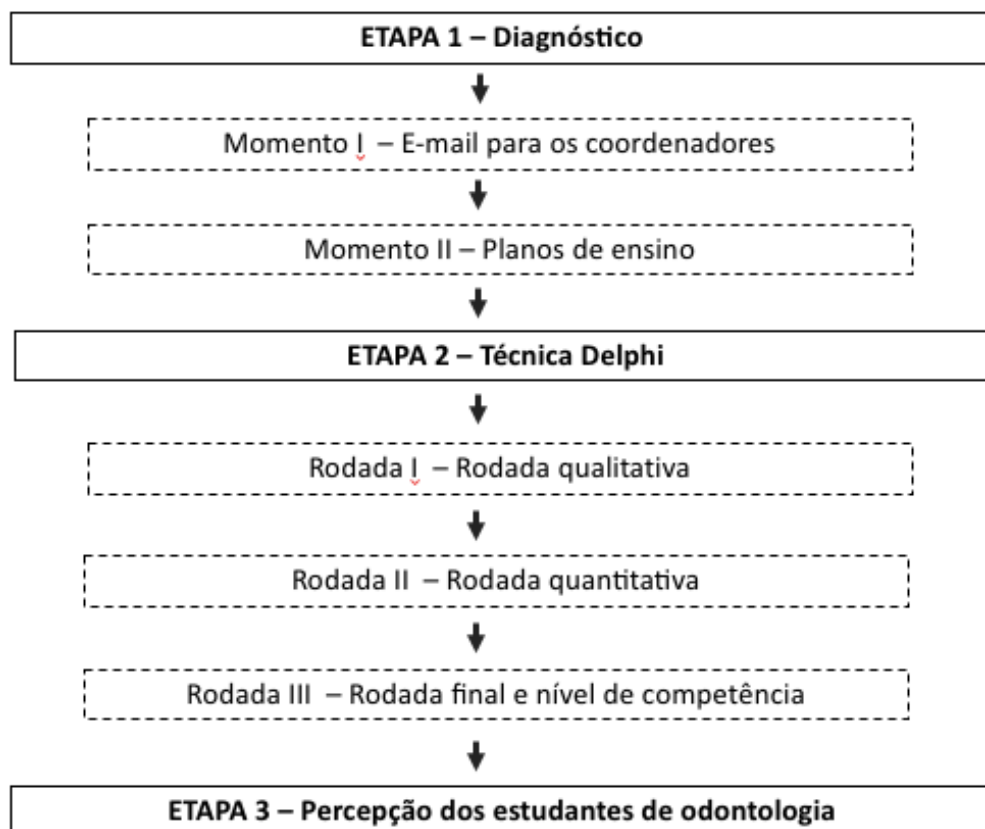 ETAPA 1 – Diagnóstico
Momento I – E-mail para os coordenadores
Momento II – Planos de ensino
ETAPA 2 – Técnica Delphi
Rodada I – Rodada qualitativa
Rodada II – Rodada quantitativa
Rodada III – Rodada final e nível de competência
ETAPA 3 – Percepção dos estudantes de odontologia